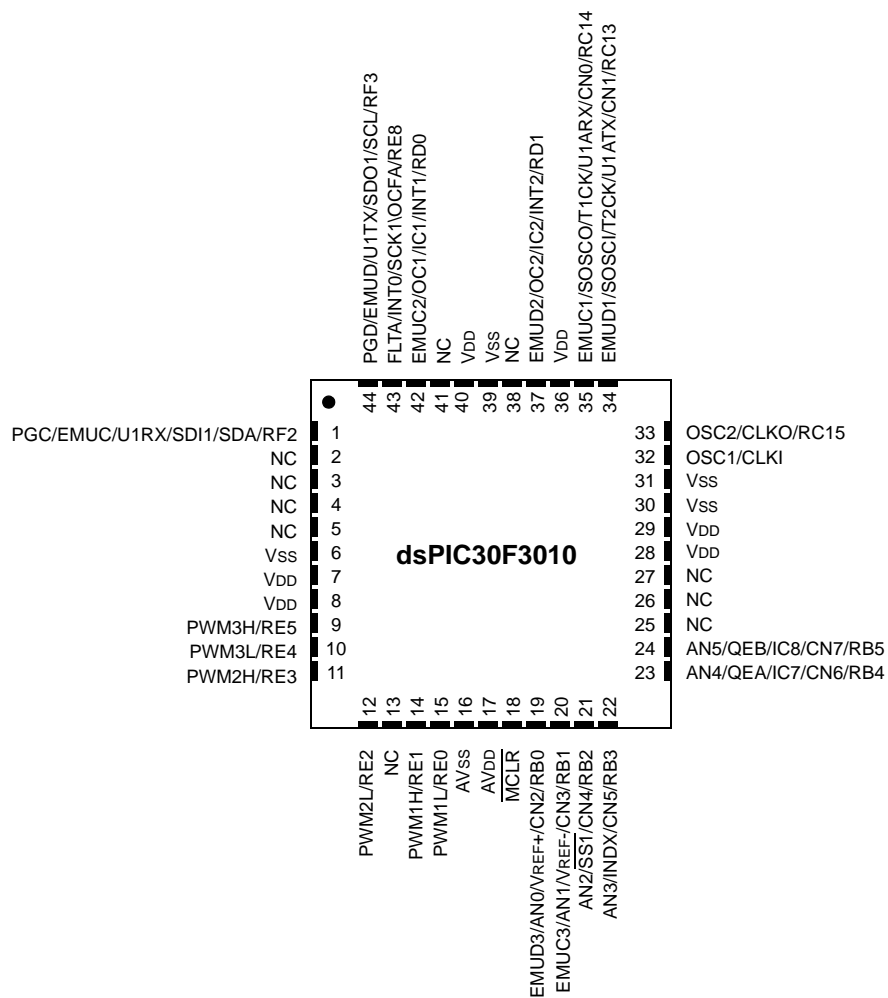 PGD/EMUD/U1TX/SDO1/SCL/RF3
FLTA/INT0/SCK1\OCFA/RE8
EMUC2/OC1/IC1/INT1/RD0
NC
VDD
VSS
NC
EMUD2/OC2/IC2/INT2/RD1
VDD
EMUC1/SOSCO/T1CK/U1ARX/CN0/RC14
EMUD1/SOSCI/T2CK/U1ATX/CN1/RC13
44 43 42 41 40 39 38 37 36 35 34
PGC/EMUC/U1RX/SDI1/SDA/RF2 1
NC 2
NC 3
NC 4
NC 5
VSS 6
VDD 7
VDD 8
PWM3H/RE5 9
PWM3L/RE4 10
PWM2H/RE3 11
dsPIC30F3010
33 OSC2/CLKO/RC15
32 OSC1/CLKI
31 VSS
30 VSS
29 VDD
28 VDD
27 NC
26 NC
25 NC
24 AN5/QEB/IC8/CN7/RB5
23 AN4/QEA/IC7/CN6/RB4
12 13 14 15 16 17 18 19 20 21 22
PWM2L/RE2
NC
PWM1H/RE1
PWM1L/RE0
AVSS
AVDD
MCLR
EMUD3/AN0/VREF+/CN2/RB0
EMUC3/AN1/VREF-/CN3/RB1
AN2/SS1/CN4/RB2
AN3/INDX/CN5/RB3